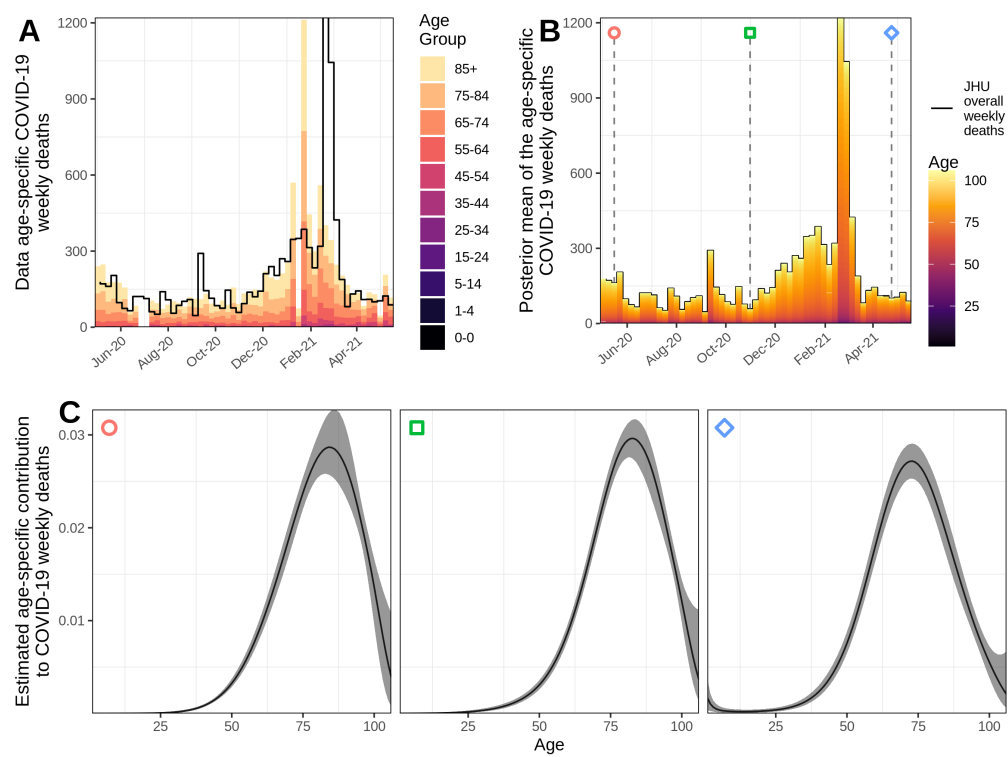 A
Data age-specific COVID-19
weekly deaths
1200
900
600
300
0
Jun-20
Aug-20
Oct-20
Dec-20
Feb-21
Apr-21
Age
Group
85+
75-84
65-74
55-64
45-54
35-44
25-34
15-24
5-14
1-4
0-0
B
Posterior mean of the age-specific
COVID-19 weekly deaths
1200
900
600
300
0
Jun-20
Aug-20
Oct-20
Dec-20
Feb-21
Apr-21
JHU
overall
weekly
deaths
Age
100
75
50
25
C
Estimated age-specific contribution
to COVID-19 weekly deaths
0.03
0.02
0.01
25
50
75
100
25
50
75
100
25
50
75
100
Age